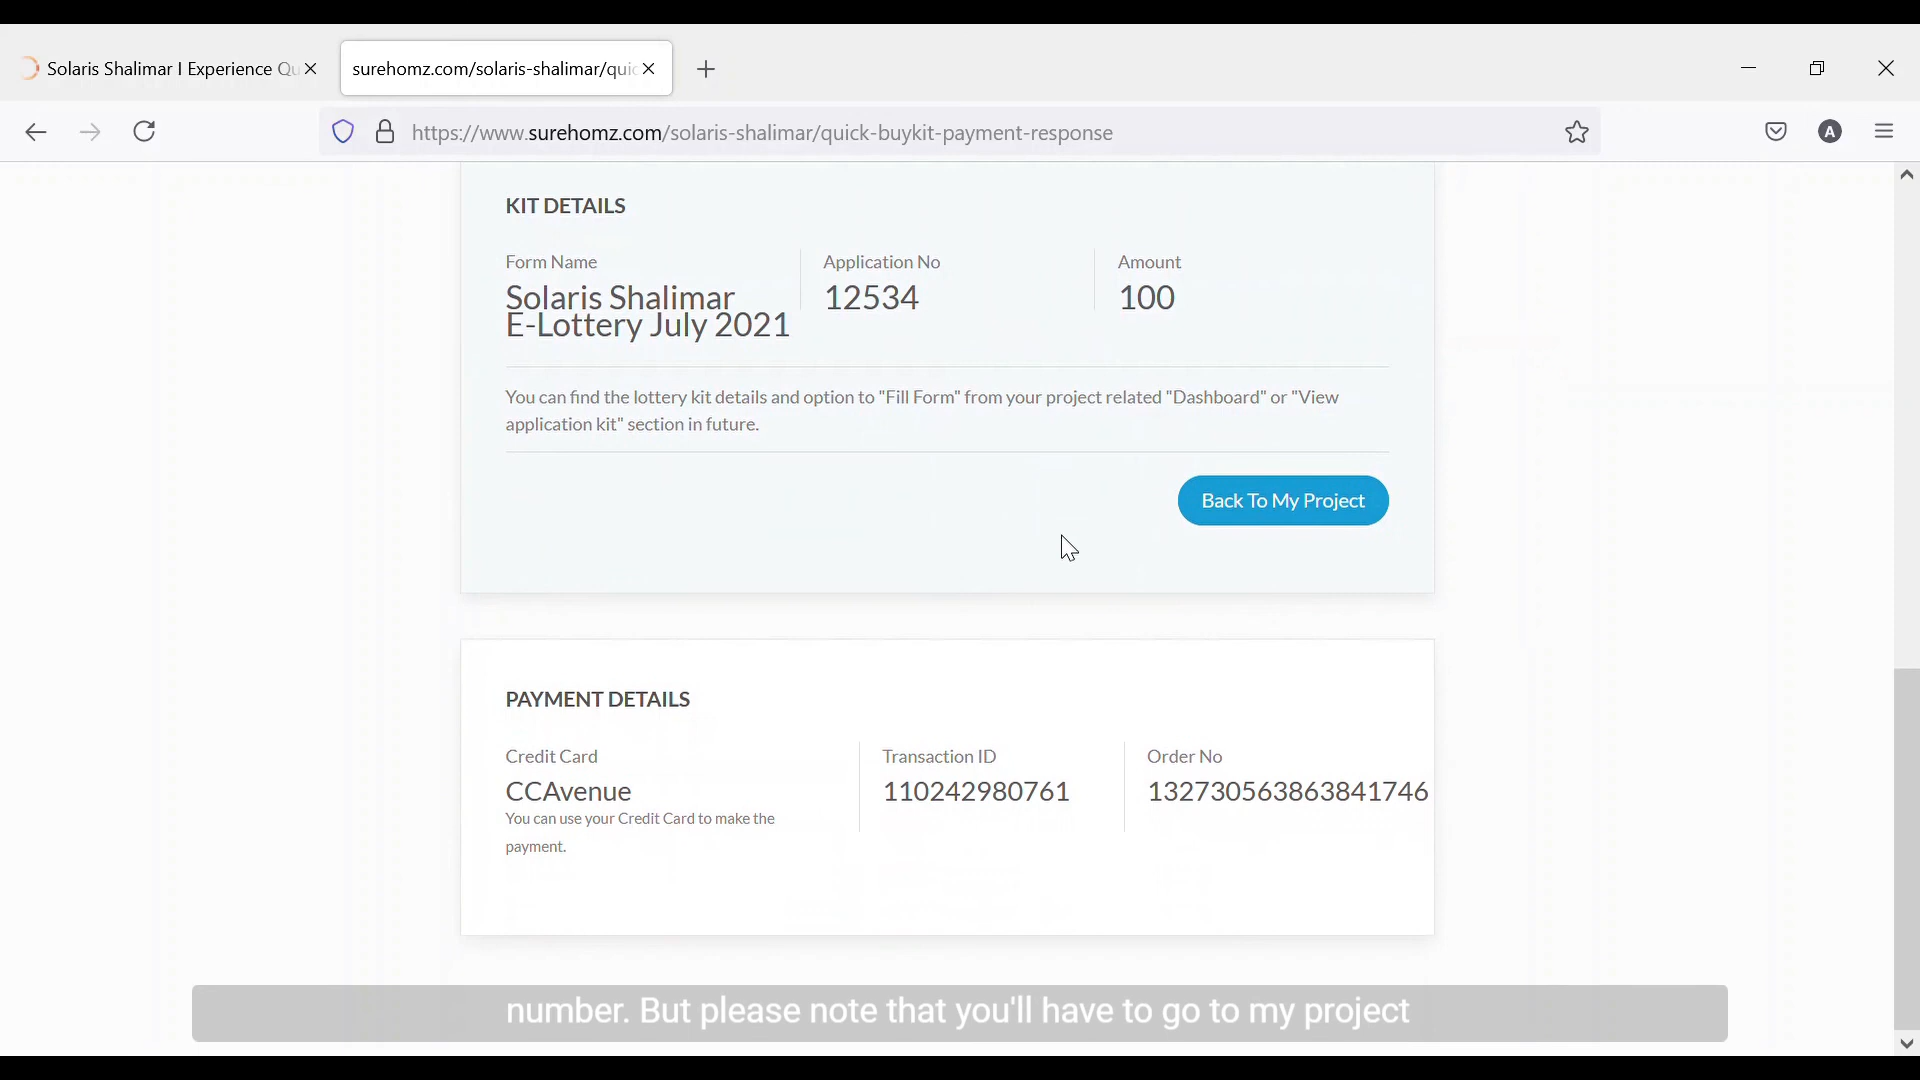 Solaris Shalimar I Experience Qu
surehomz.com/solaris-shalimar/quic
https://www.surehomz.com/solaris-shalimar/quick-buykit-payment-response
A
KIT DETAILS
Form Name
Solaris Shalimar
E-Lottery July 2021
Application No
12534
Amount
100
You can find the lottery kit details and option to "Fill Form" from your project related "Dashboard" or "View
application kit" section in future.
Back To My Project
PAYMENT DETAILS
Credit Card
CCAvenue
You can use your Credit Card to make the
payment.
Transaction ID
110242980761
Order No
132730563863841746
number. But please note that you'll have to go to my project